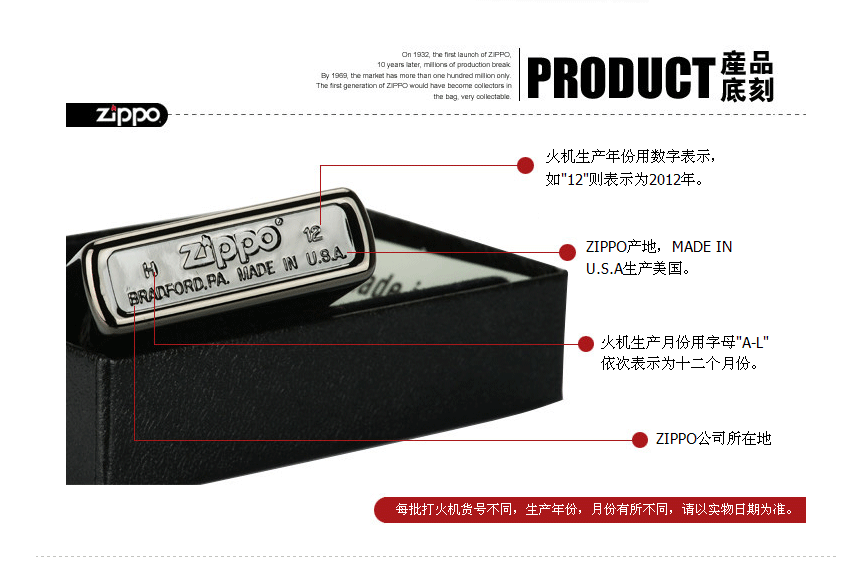 On 1932, the first launch of ZIPPO,
10 years later, millions of production break.
By 1969, the market has more than one hundred million only.
The first generation of ZIPPO would have become collectors in
the bag, very collectable.
PRODUCT
産品
底刻
zippo
火机生产年份用数字表示，
如"12"则表示为2012年。
H zippo 12
BRADFORD,PA. MADE IN U.S.A.
ZIPPO产地，MADE IN
U.S.A生产美国。
火机生产月份用字母"A-L"
依次表示为十二个月份。
ZIPPO公司所在地
每批打火机货号不同，生产年份，月份有所不同，请以实物日期为准。